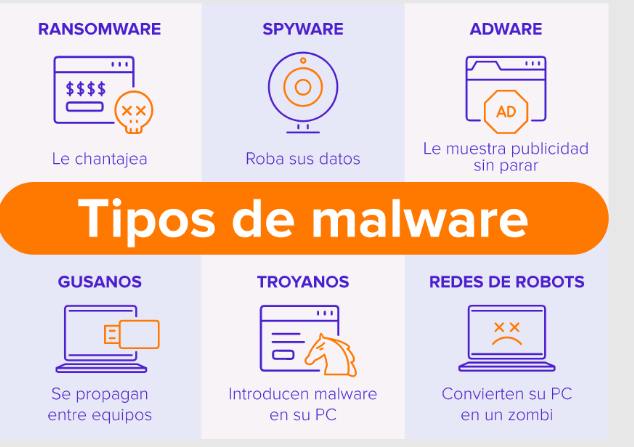 RANSOMWARE
SPYWARE
ADWARE
$$$$
AD
Le chantajea
Roba sus datos
Le muestra publicidad
sin parar
Tipos de malware
GUSANOS
TROYANOS
REDES DE ROBOTS
Se propagan
entre equipos
Introducen malware
en su PC
Convierten su PC
en un zombi